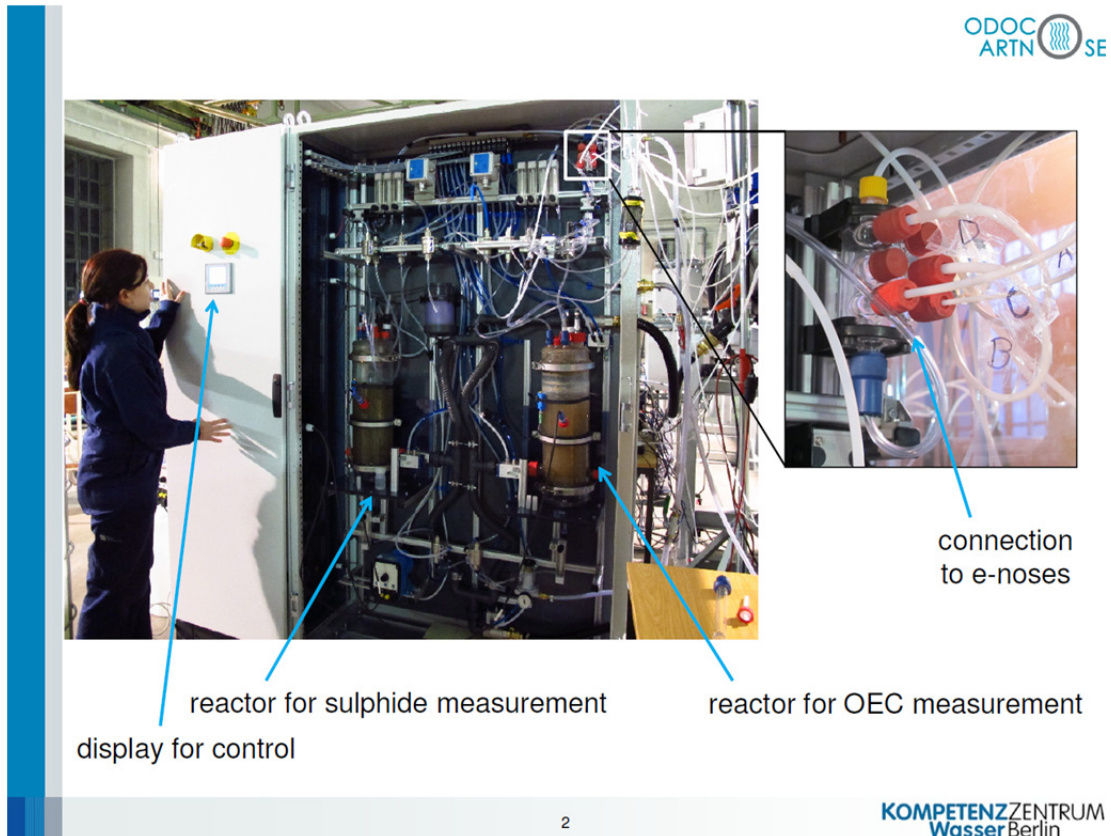 ODOC
ARTN SE
D
A
C
B
connection
to e-noses
reactor for sulphide measurement
reactor for OEC measurement
display for control
2
KOMPETENZZENTRUM
Wasser Berlin